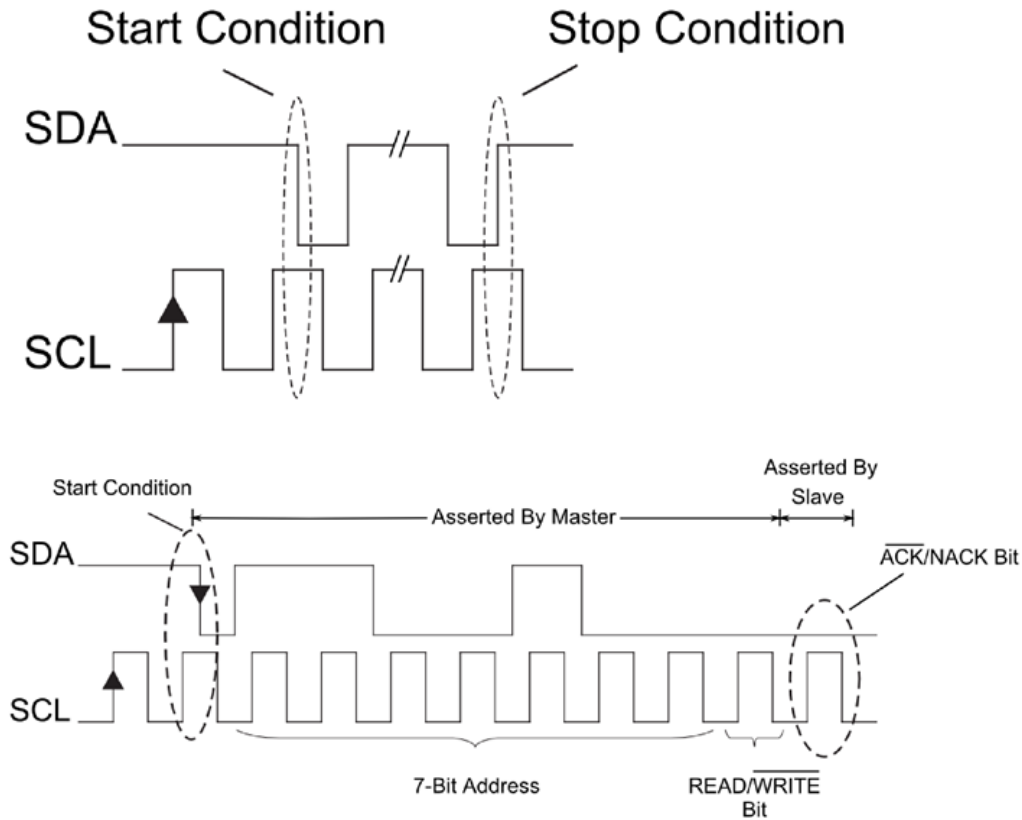 Start Condition
Stop Condition
SDA
SCL
Asserted By
Slave
Start Condition
Asserted By Master
SDA
ACK/NACK Bit
SCL
7-Bit Address
READ/WRITE
Bit